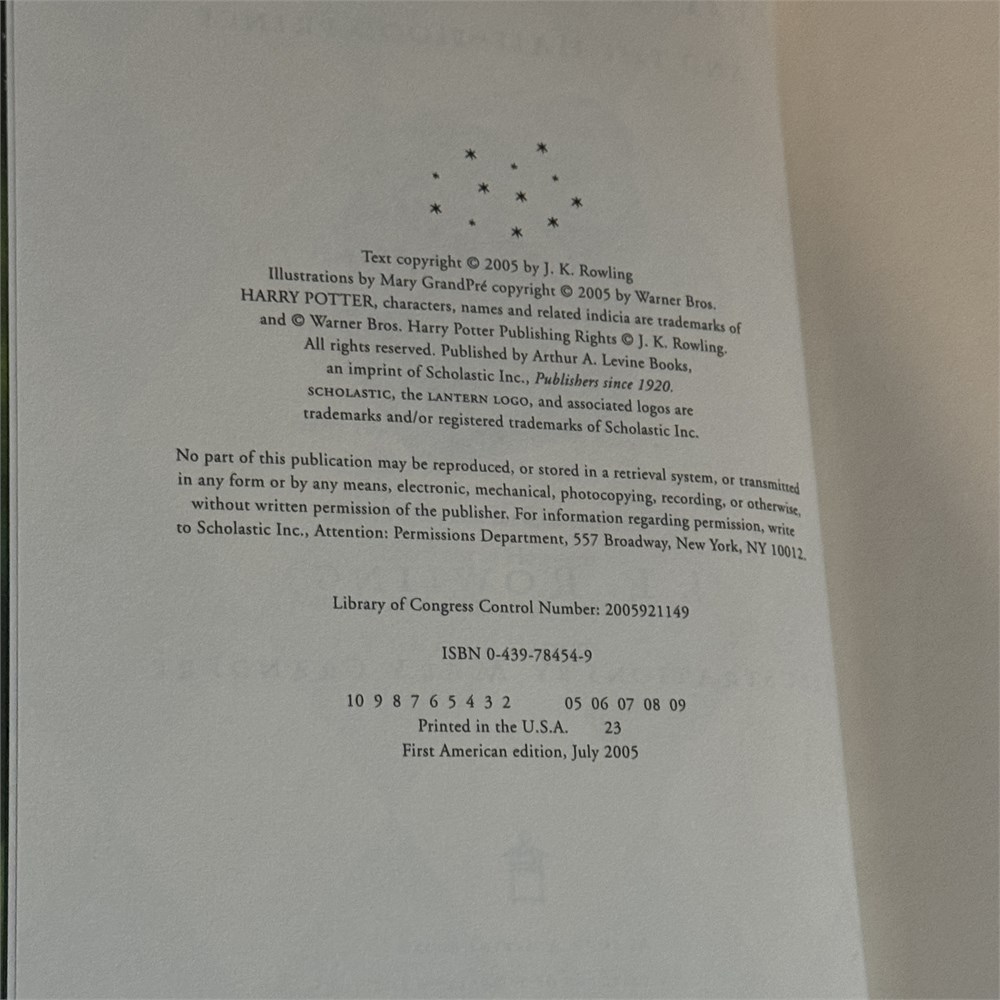 Text copyright © 2005 by J. K. Rowling
Illustrations by Mary GrandPré copyright © 2005 by Warner Bros.
HARRY POTTER, characters, names and related indicia are trademarks of
and © Warner Bros. Harry Potter Publishing Rights © J. K. Rowling.
All rights reserved. Published by Arthur A. Levine Books,
an imprint of Scholastic Inc., Publishers since 1920.
SCHOLASTIC, the LANTERN LOGO, and associated logos are
trademarks and/or registered trademarks of Scholastic Inc.
No part of this publication may be reproduced, or stored in a retrieval system, or transmitted
in any form or by any means, electronic, mechanical, photocopying, recording, or otherwise,
without written permission of the publisher. For information regarding permission, write
to Scholastic Inc., Attention: Permissions Department, 557 Broadway, New York, NY 10012.
Library of Congress Control Number: 2005921149
ISBN 0-439-78454-9
10 9 8 7 6 5 4 3 2 05 06 07 08 09
Printed in the U.S.A. 23
First American edition, July 2005